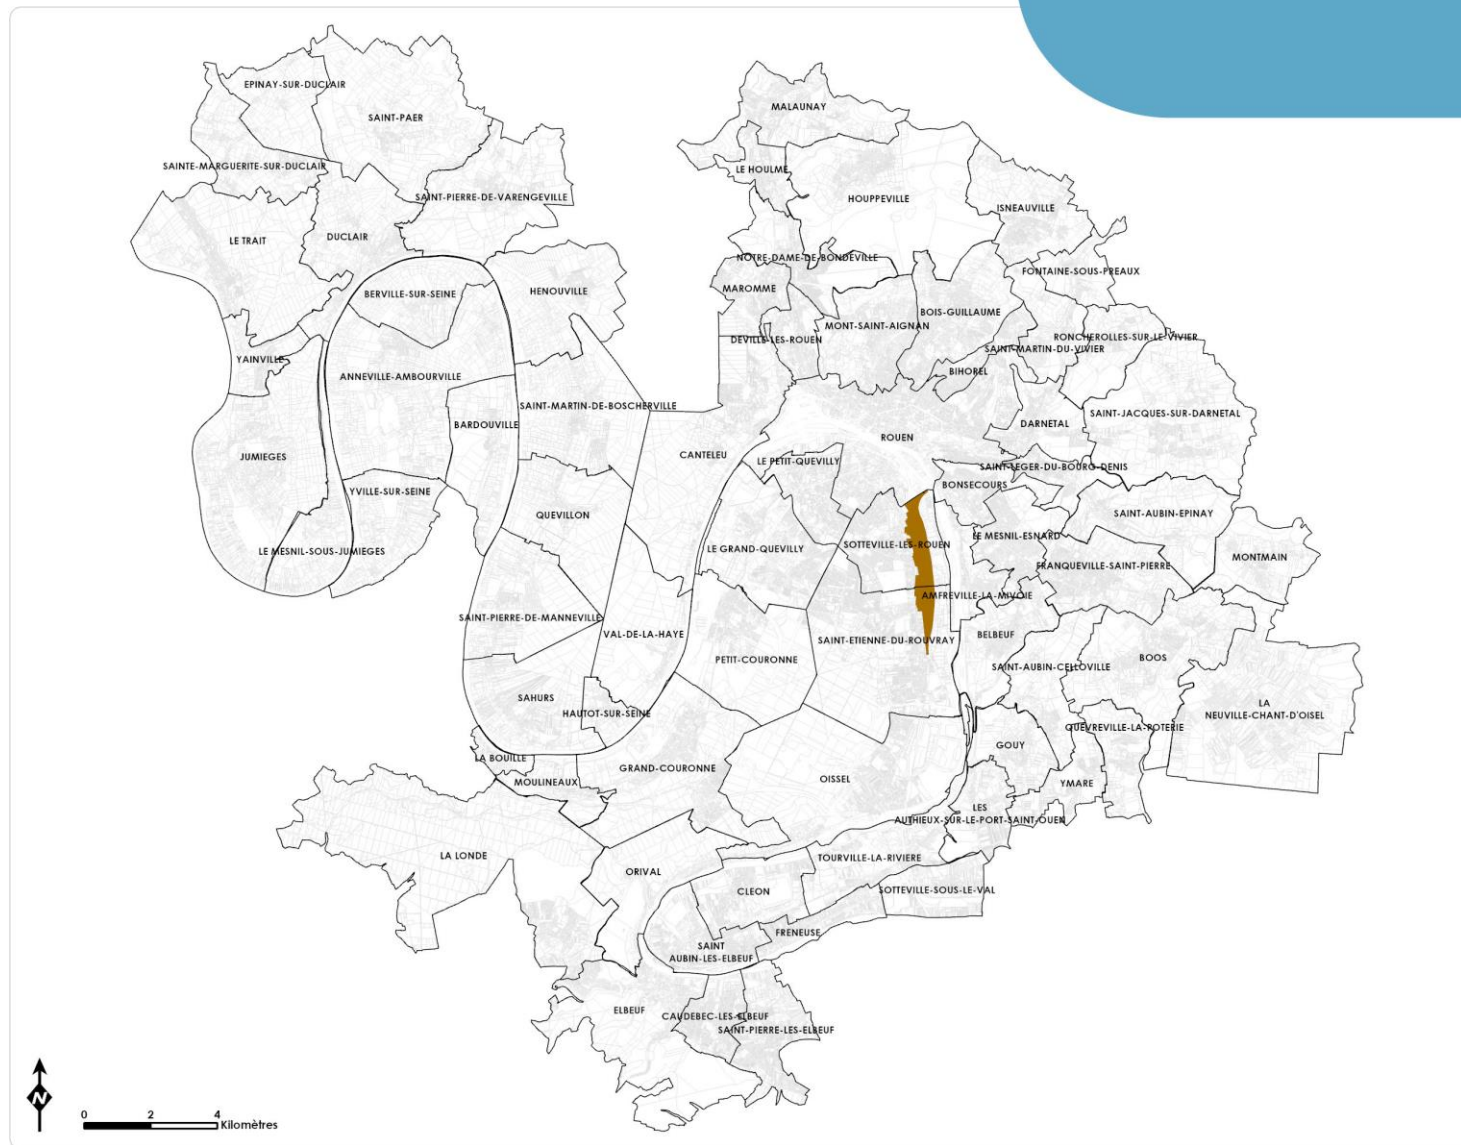 EPINAY-SUR-DUCLAIR
MALAUNAY
SAINT-PAER
SAINTE-MARGUERITE-SUR-DUCLAIR
LE HOULME
SAINT-PIERRE-DE-VARENGEVILLE
HOUPPEVILLE
ISNEAUVILLE
LE TRAIT
DUCLAIR
NOTRE-DAME-DE-BONDEVILLE
FONTAINE-SOUS-PREAUX
BERVILLE-SUR-SEINE
HENOUVILLE
MAROMME
BOIS-GUILLAUME
MONT-SAINT-AIGNAN
DEVILLE-LES-ROUEN
RONCHEROLLES-SUR-LE-VIVIER
SAINT-MARTIN-DU-VIVIER
YAINVILLE
BIHOREL
ANNEVILLE-AMBOURVILLE
SAINT-MARTIN-DE-BOSCHERVILLE
SAINT-JACQUES-SUR-DARNETAL
BARDOUVILLE
DARNETAL
ROUEN
JUMIEGES
CANTELEU
LE PETIT-QUEVILLY
SAINT-LEGER-DU-BOURG-DENIS
BONSECOURS
YVILLE-SUR-SEINE
QUEVILLON
SAINT-AUBIN-EPINAY
LE MESNIL-ESNARD
SOTTEVILLE-LES-ROUEN
LE GRAND-QUEVILLY
LE MESNIL-SOUS-JUMIEGES
MONTMAIN
FRANQUEVILLE-SAINT-PIERRE
AMFREVILLE-LA-MIVOIE
SAINT-PIERRE-DE-MANNEVILLE
VAL-DE-LA-HAYE
BELBEUF
SAINT-ETIENNE-DU-ROUVRAY
PETIT-COURONNE
BOOS
SAINT-AUBIN-CELLOVILLE
SAHURS
LA
NEUVILLE-CHANT-D'OISEL
HAUTOT-SUR-SEINE
QUEVREVILLE-LA-POTERIE
GOUY
LA BOUILLE
GRAND-COURONNE
MOULINEAUX
OISSEL
YMARE
LES
AUTHIEUX-SUR-LE-PORT-SAINT-OUEN
LA LONDE
TOURVILLE-LA-RIVIERE
ORIVAL
CLEON
SOTTEVILLE-SOUS-LE-VAL
FRENEUSE
SAINT
AUBIN-LES-ELBEUF
ELBEUF
CAUDEBEC-LES-ELBEUF
SAINT-PIERRE-LES-ELBEUF
N
0 2 4
Kilomètres